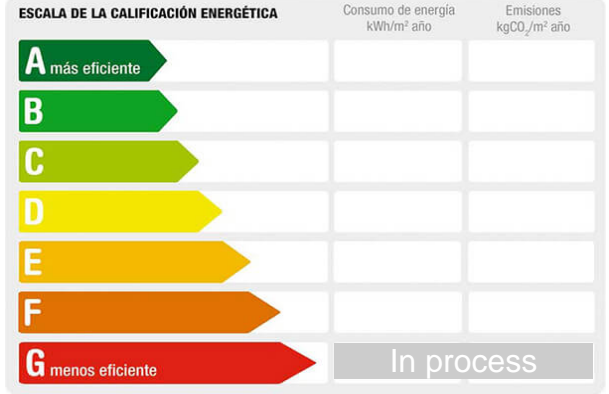 ESCALA DE LA CALIFICACIÓN ENERGÉTICA
Consumo de energía
kWh/m² año
Emisiones
kgCO₂/m² año
A más eficiente
B
C
D
E
F
G menos eficiente
In process